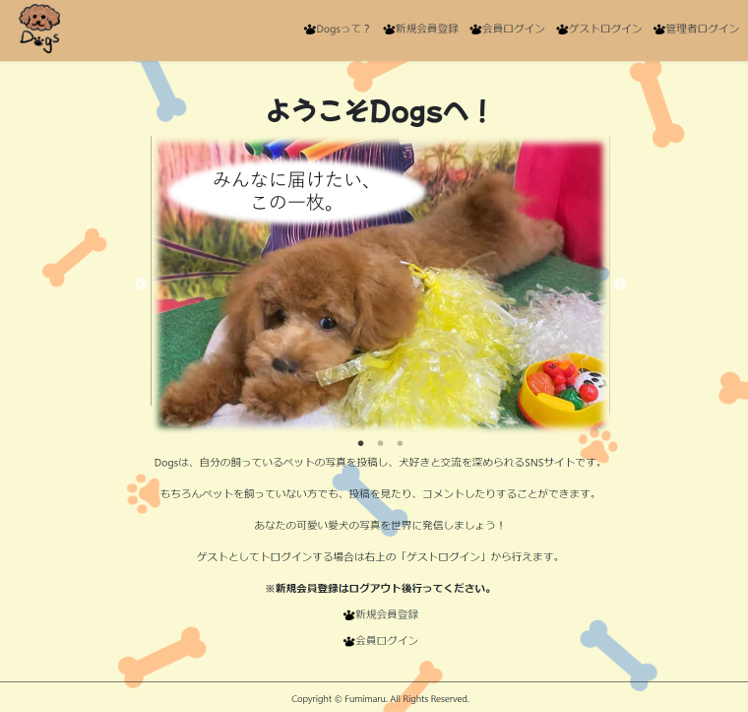 Dogs
Dogsって？ 新規会員登録 会員ログイン ゲストログイン 管理者ログイン
ようこそDogsへ！
みんなに届けたい、
この一枚。
Dogsは、自分の飼っているペットの写真を投稿し、犬好きと交流を深められるSNSサイトです。
もちろんペットを飼っていない方でも、投稿を見たり、コメントしたりすることができます。
あなたの可愛い愛犬の写真を世界に発信しましょう！
ゲストとしてトログインする場合は右上の「ゲストログイン」から行えます。
※新規会員登録はログアウト後行ってください。
新規会員登録
会員ログイン
Copyright © Fumimaru. All Rights Reserved.